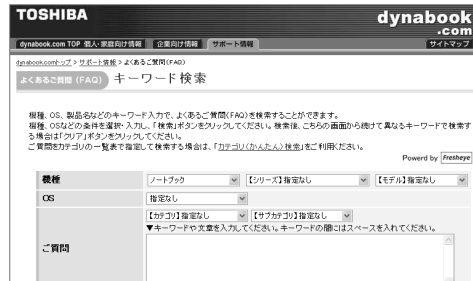 TOSHIBA
dynabook
.com
dynabook.com TOP 個人・家庭向け情報 企業向け情報 サポート情報 サイトマップ
dynabook.comトップ > サポート情報 > よくあるご質問(FAQ)
よくあるご質問 (FAQ) キーワード検索
機種、OS、製品名などのキーワード入力で、よくあるご質問(FAQ)を検索することができます。
機種、OSなどの条件を選択・入力し、「検索」ボタンをクリックしてください。検索後、こちらの画面から続けて異なるキーワードで検索す
る場合は「クリア」ボタンをクリックしてください。
ご質問をカテゴリの一覧表で指定して検索する場合は、「カテゴリ(かんたん)検索」をご利用ください。
Powerd by Fresheye
機種 ノートブック 【シリーズ】指定なし 【モデル】指定なし
OS 指定なし
【カテゴリ】指定なし 【サブカテゴリ】指定なし
▼キーワードや文章を入力してください。キーワードの間にはスペースを入れてください。
ご質問